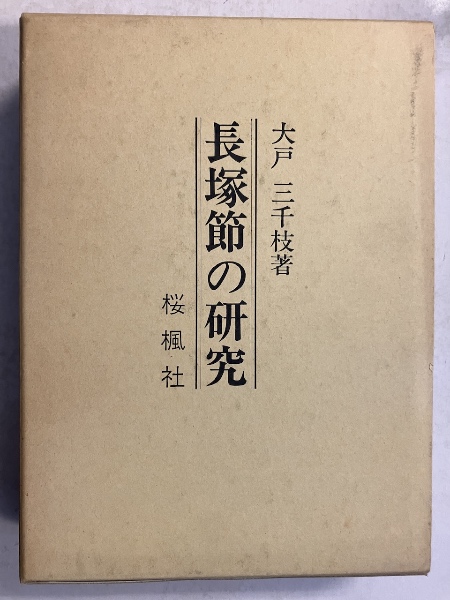 大戸 三千枝著
長塚節の研究
桜楓社